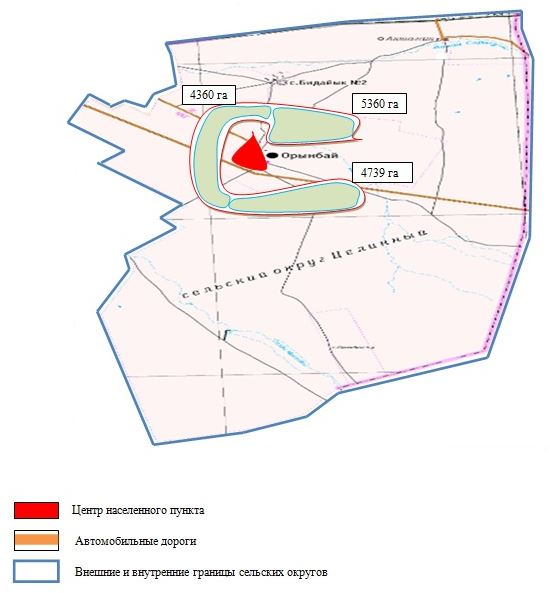 4360 га
с.Бидайык №2
5360 га
Орынбай
4739 га
сельский округ Целинный
Центр населенного пункта
Автомобильные дороги
Внешние и внутренние границы сельских округов